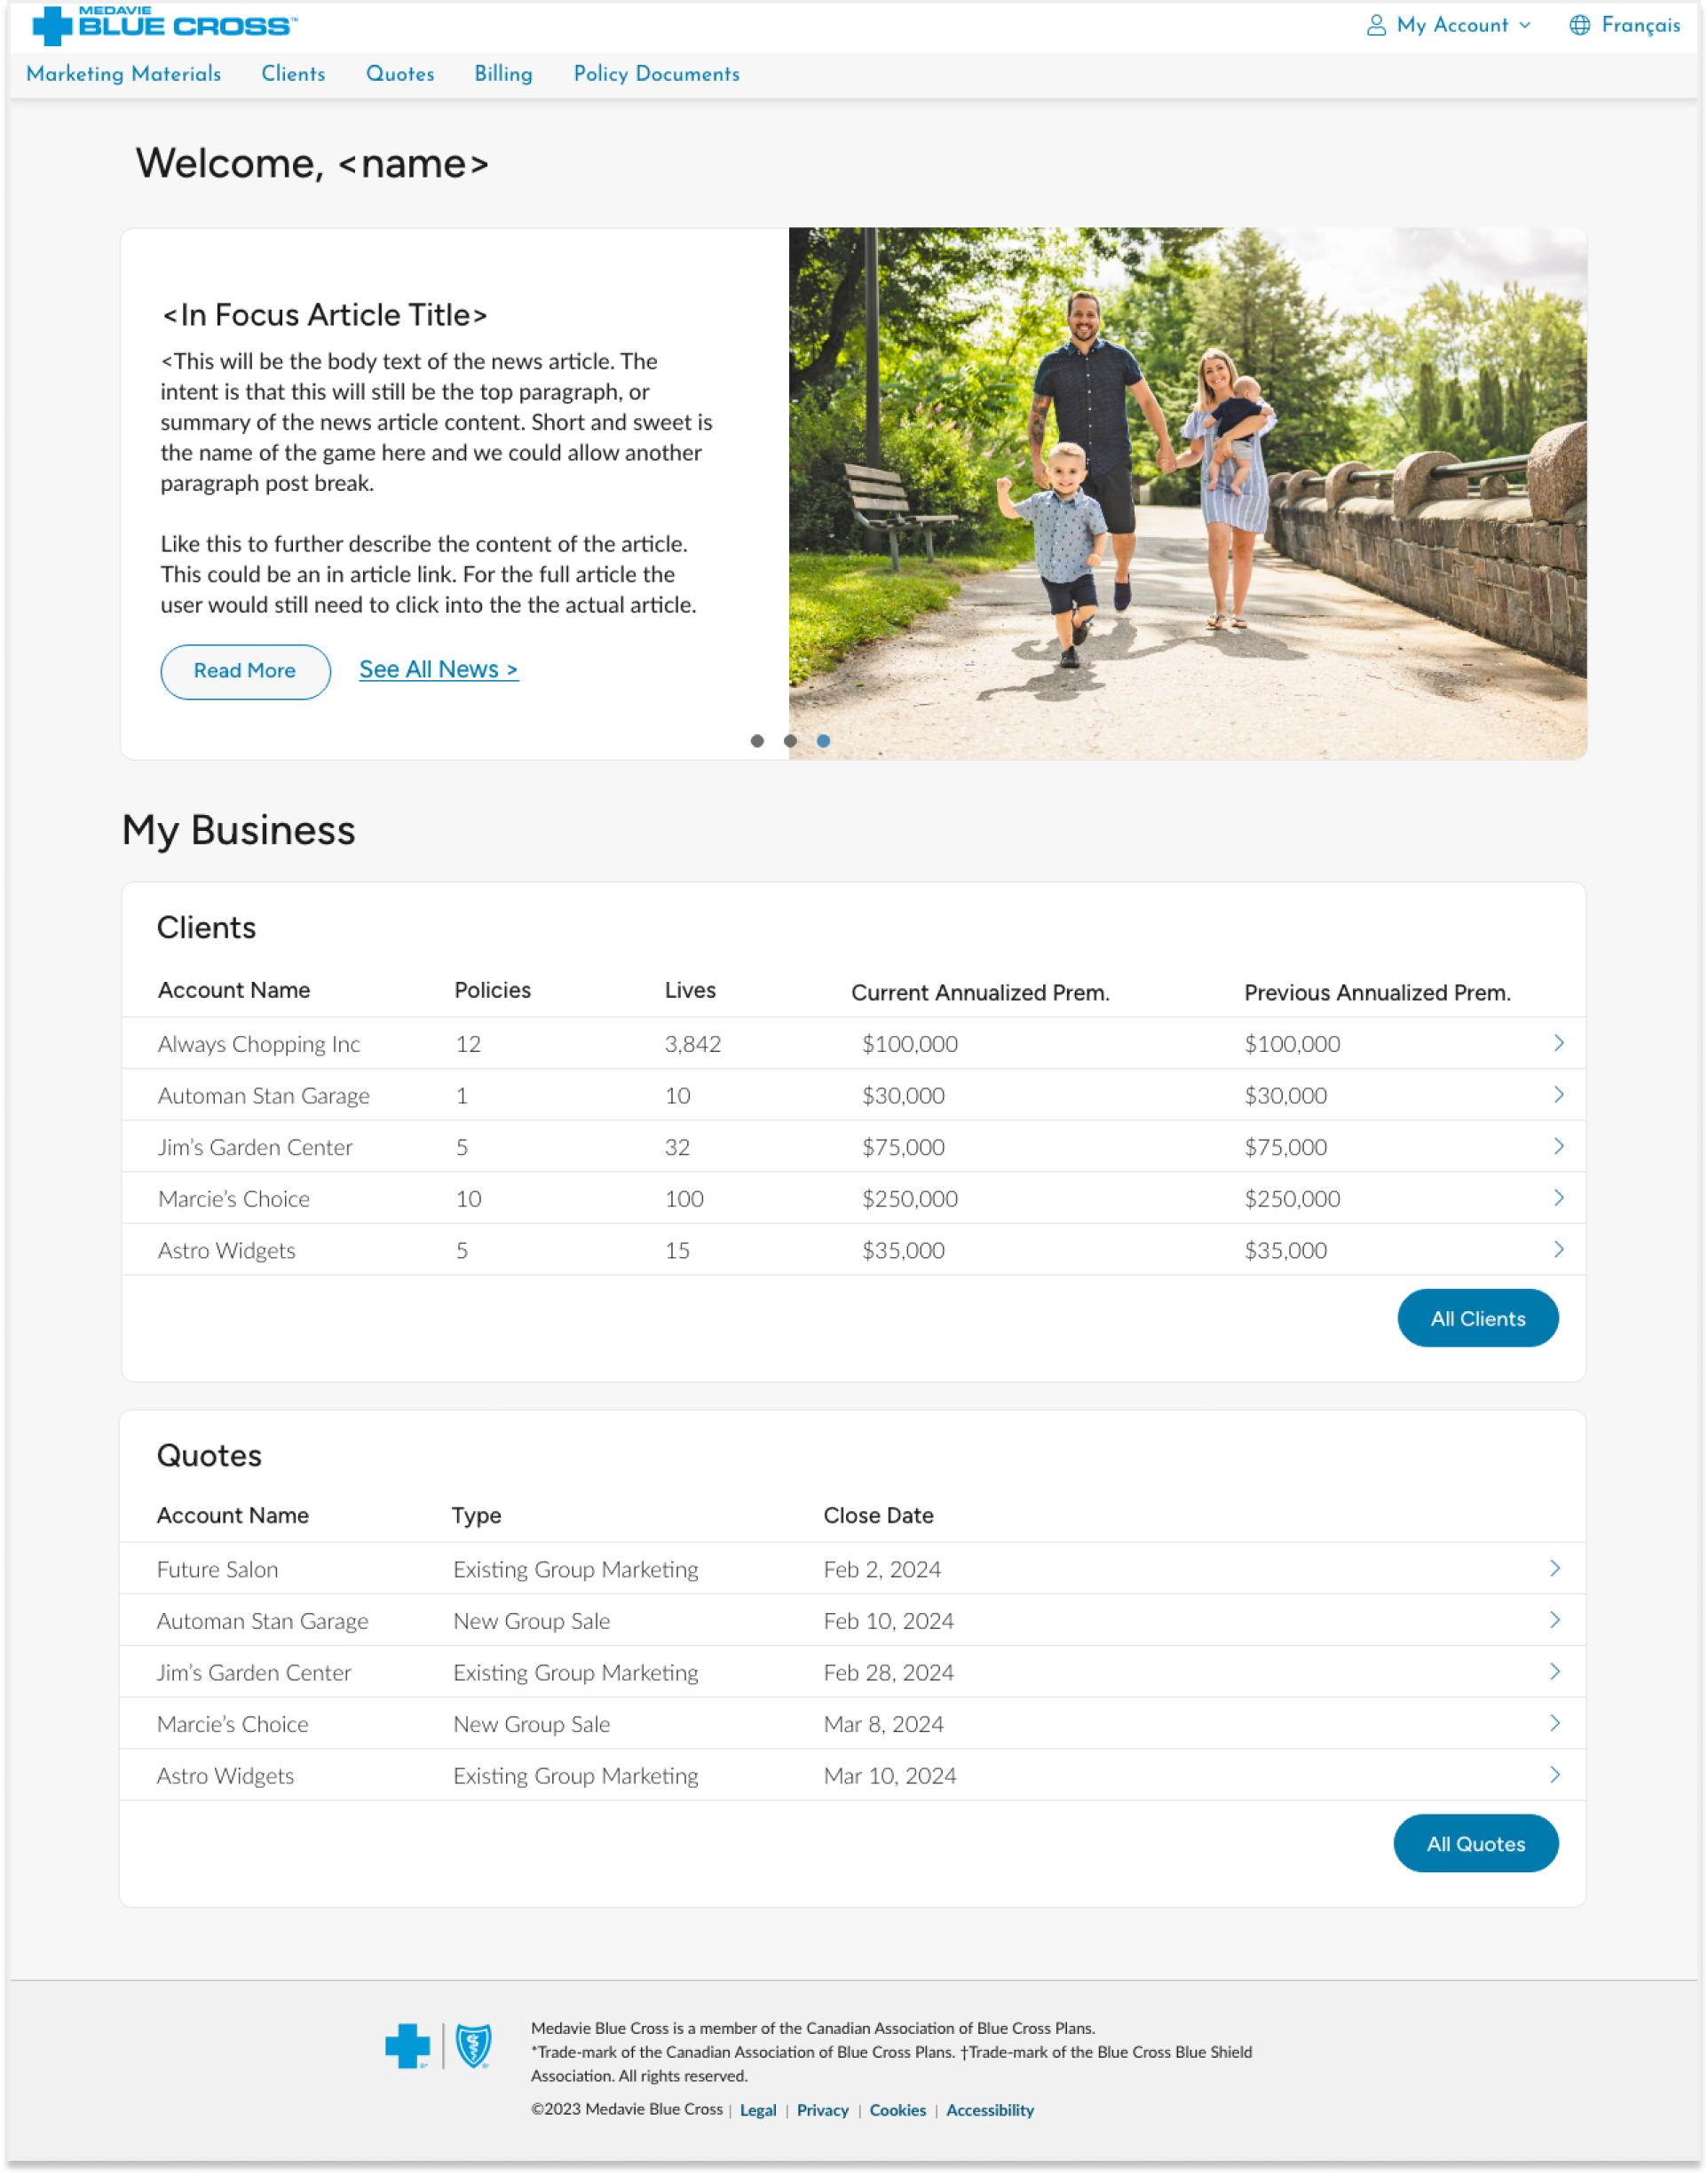 MEDAVIE
BLUE CROSS™
My Account
Français
Marketing Materials Clients Quotes Billing Policy Documents
Welcome, <name>
<In Focus Article Title>
<This will be the body text of the news article. The
intent is that this will still be the top paragraph, or
summary of the news article content. Short and sweet is
the name of the game here and we could allow another
paragraph post break.
Like this to further describe the content of the article.
This could be an in article link. For the full article the
user would still need to click into the the actual article.
Read More See All News >
My Business
Clients
Account Name Policies Lives Current Annualized Prem. Previous Annualized Prem.
Always Chopping Inc 12 3,842 $100,000 $100,000
Automan Stan Garage 1 10 $30,000 $30,000
Jim’s Garden Center 5 32 $75,000 $75,000
Marcie’s Choice 10 100 $250,000 $250,000
Astro Widgets 5 15 $35,000 $35,000
All Clients
Quotes
Account Name Type Close Date
Future Salon Existing Group Marketing Feb 2, 2024
Automan Stan Garage New Group Sale Feb 10, 2024
Jim’s Garden Center Existing Group Marketing Feb 28, 2024
Marcie’s Choice New Group Sale Mar 8, 2024
Astro Widgets Existing Group Marketing Mar 10, 2024
All Quotes
Medavie Blue Cross is a member of the Canadian Association of Blue Cross Plans.
*Trade-mark of the Canadian Association of Blue Cross Plans. †Trade-mark of the Blue Cross Blue Shield
Association. All rights reserved.
©2023 Medavie Blue Cross | Legal | Privacy | Cookies | Accessibility